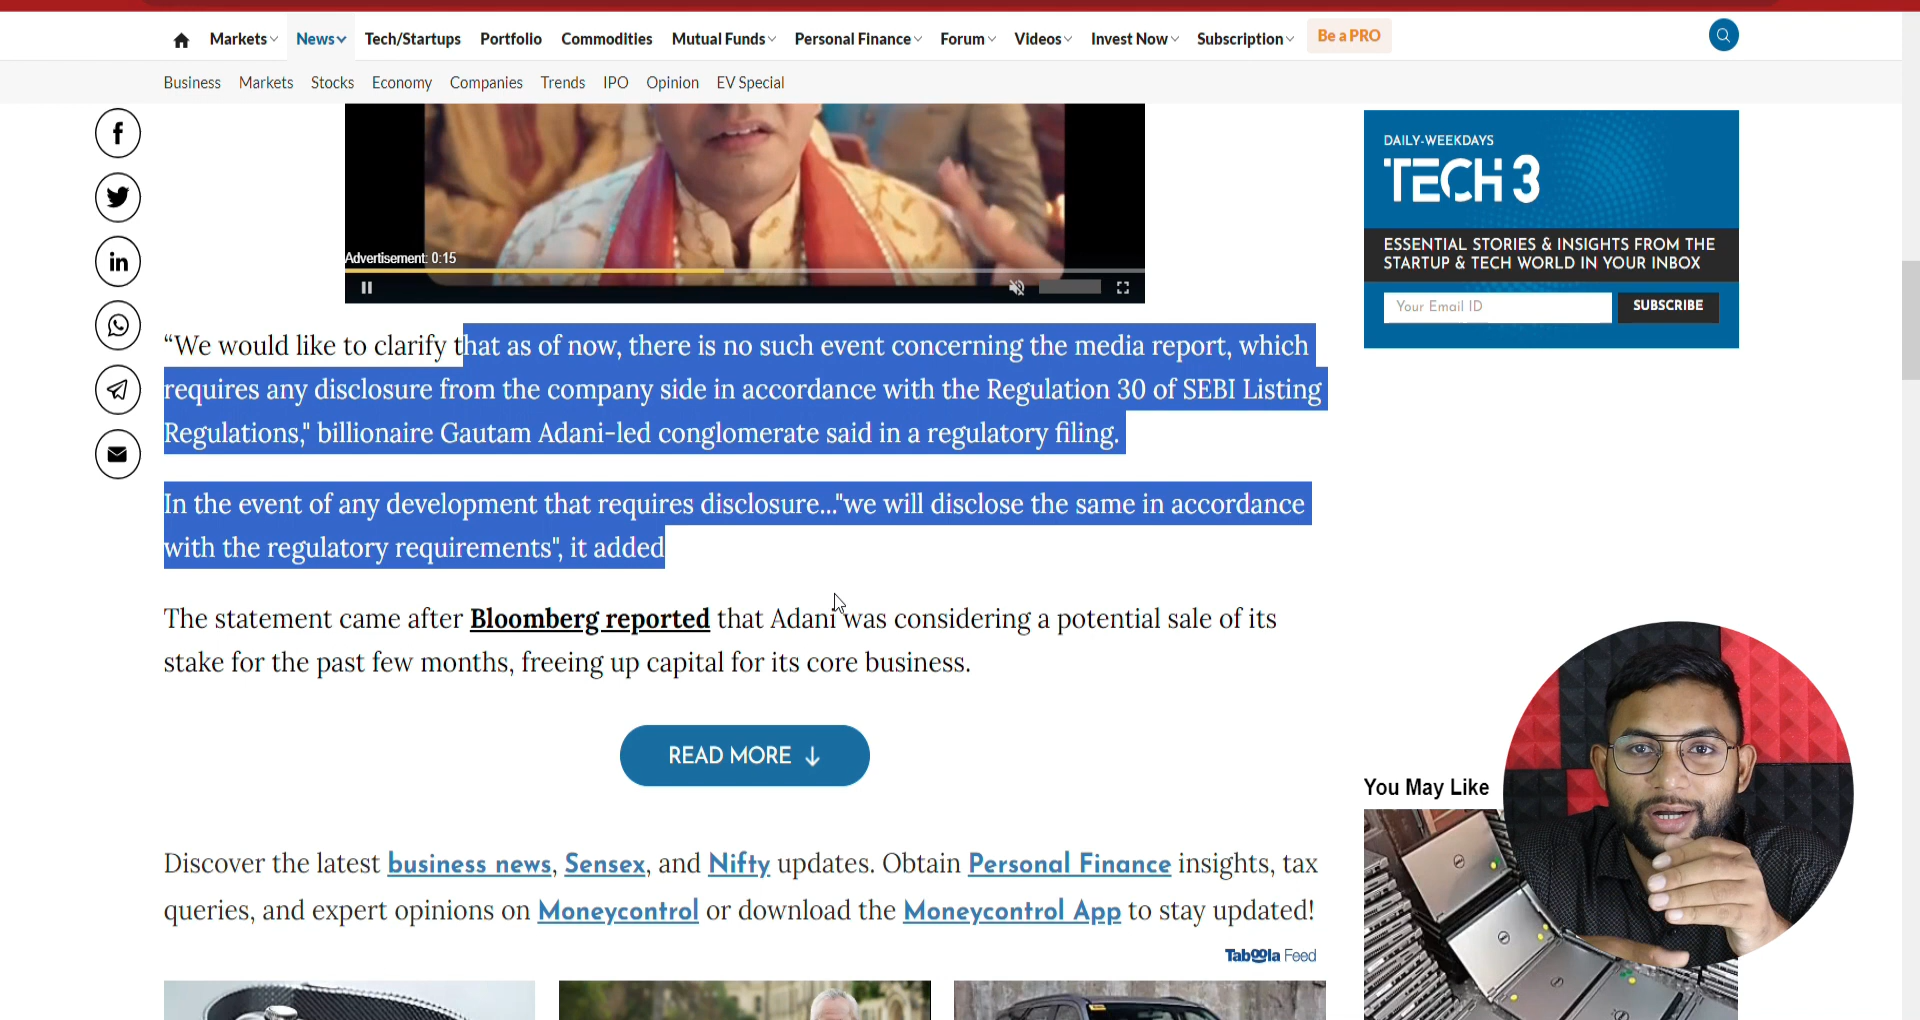 Markets News Tech/Startups Portfolio Commodities Mutual Funds Personal Finance Forum Videos Invest Now Subscription Be a PRO
Business Markets Stocks Economy Companies Trends IPO Opinion EV Special
Advertisement: 0:15
DAILY-WEEKDAYS
TECH 3
ESSENTIAL STORIES & INSIGHTS FROM THE
STARTUP & TECH WORLD IN YOUR INBOX
Your Email ID SUBSCRIBE
“We would like to clarify that as of now, there is no such event concerning the media report, which
requires any disclosure from the company side in accordance with the Regulation 30 of SEBI Listing
Regulations," billionaire Gautam Adani-led conglomerate said in a regulatory filing.
In the event of any development that requires disclosure..."we will disclose the same in accordance
with the regulatory requirements", it added
The statement came after Bloomberg reported that Adani was considering a potential sale of its
stake for the past few months, freeing up capital for its core business.
READ MORE
You May Like
Discover the latest business news, Sensex, and Nifty updates. Obtain Personal Finance insights, tax
queries, and expert opinions on Moneycontrol or download the Moneycontrol App to stay updated!
Taboola Feed